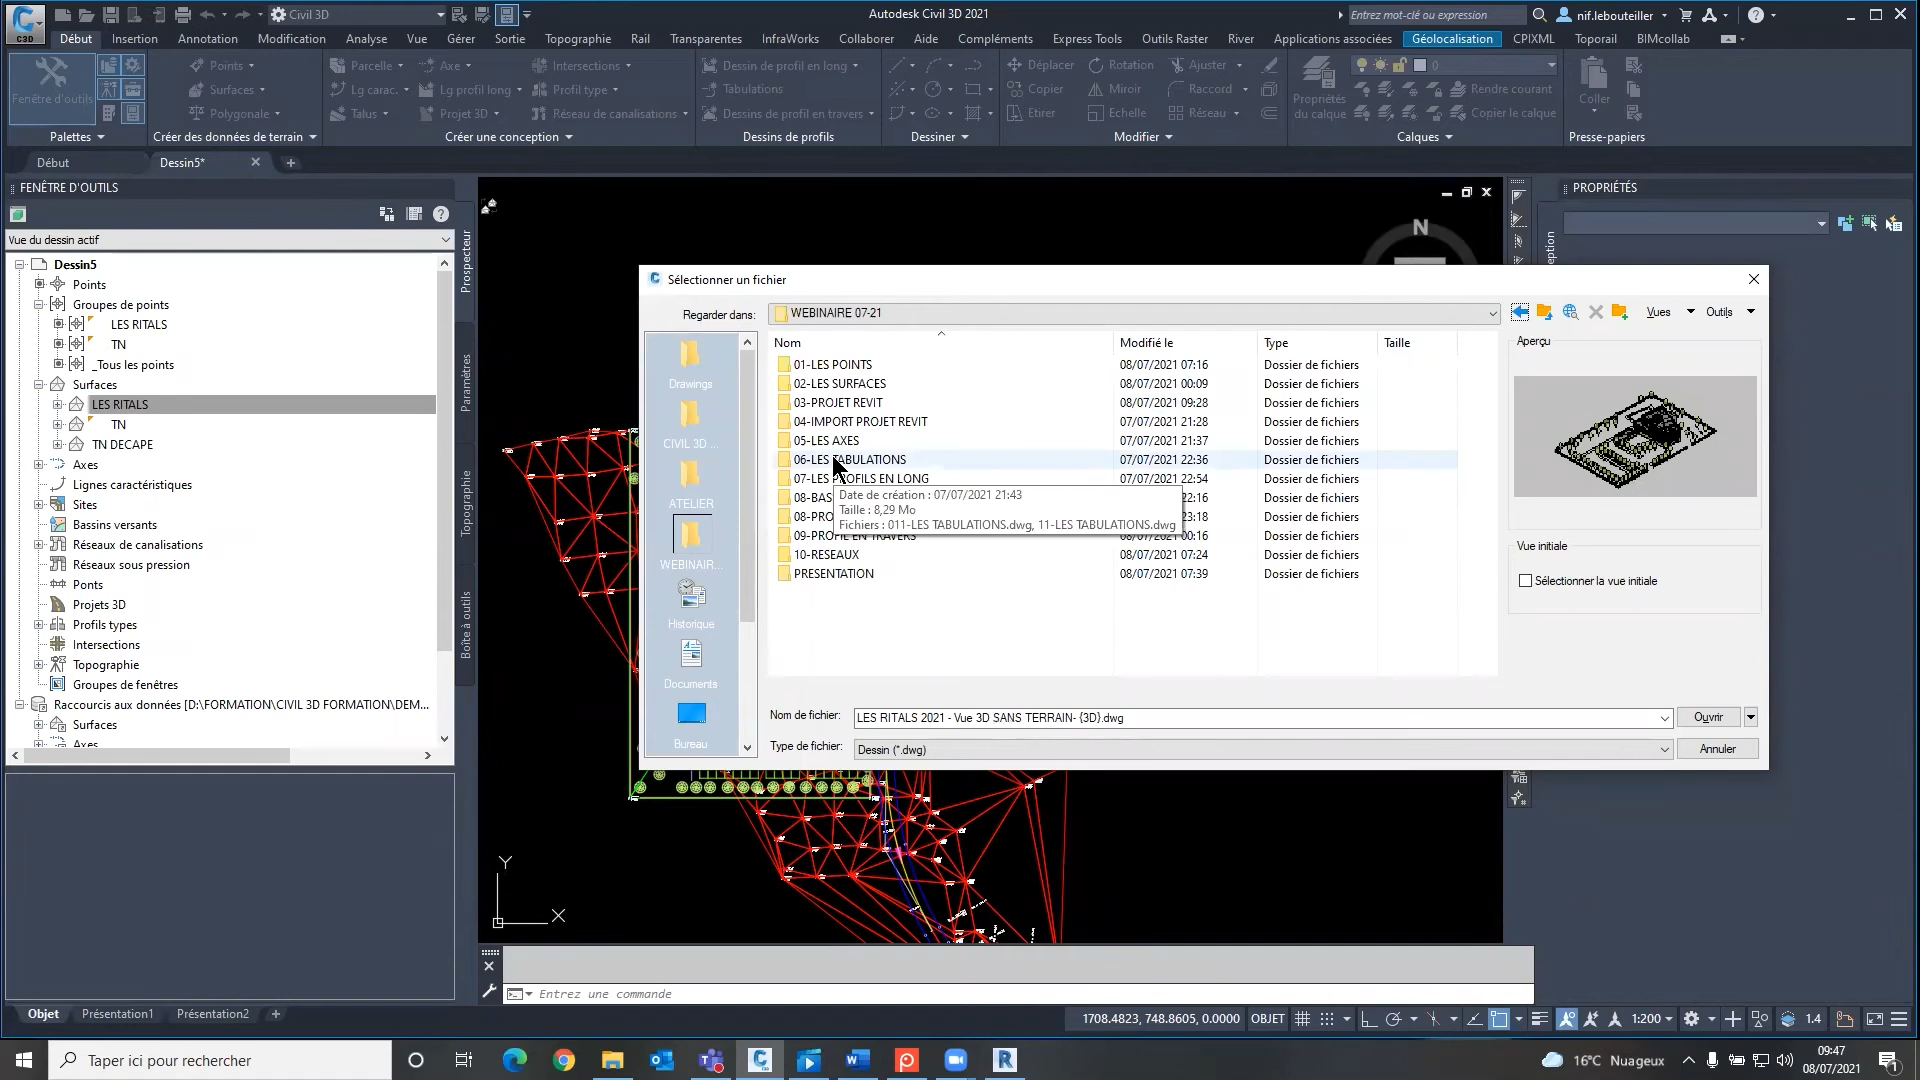 C3D
Civil 3D
Autodesk Civil 3D 2021
Entrez mot-clé ou expression
nif.lebouteiller
Début
Insertion
Annotation
Modification
Analyse
Vue
Gérer
Sortie
Topographie
Rail
Transparentes
InfraWorks
Collaborer
Aide
Compléments
Express Tools
Outils Raster
River
Applications associées
Géolocalisation
CPIXML
Toporail
BIMcollab
Fenêtre d'outils
Points
Surfaces
Polygonale
Parcelle
Lg carac.
Talus
Axe
Lg profil long
Projet 3D
Intersections
Profil type
Réseau de canalisations
Dessin de profil en long
Tabulations
Dessins de profil en travers
Déplacer
Rotation
Ajuster
Copier
Miroir
Raccord
Etirer
Echelle
Réseau
Propriétés
du calque
0
Rendre courant
Copier le calque
Coller
Palettes
Créer des données de terrain
Créer une conception
Dessins de profils
Dessiner
Modifier
Calques
Presse-papiers
Début
Dessin5*
FENÊTRE D'OUTILS
Vue du dessin actif
Dessin5
Points
Groupes de points
LES RITALS
TN
_Tous les points
Surfaces
LES RITALS
TN
TN DECAPE
Axes
Lignes caractéristiques
Sites
Bassins versants
Réseaux de canalisations
Réseaux sous pression
Ponts
Projets 3D
Profils types
Intersections
Topographie
Groupes de fenêtres
Raccourcis aux données [D:\FORMATION\CIVIL 3D FORMATION\DEM...
Surfaces
Axes
Prospecteur
Paramètres
Topographie
Boîte à outils
N
Y
X
PROPRIÉTÉS
Sélectionner un fichier
Regarder dans:
WEBINAIRE 07-21
Vues
Outils
Drawings
CIVIL 3D ...
ATELIER
WEBINAIR...
Historique
Documents
Bureau
Nom
Modifié le
Type
Taille
01-LES POINTS
08/07/2021 07:16
Dossier de fichiers
02-LES SURFACES
08/07/2021 00:09
Dossier de fichiers
03-PROJET REVIT
08/07/2021 09:28
Dossier de fichiers
04-IMPORT PROJET REVIT
07/07/2021 21:28
Dossier de fichiers
05-LES AXES
07/07/2021 21:37
Dossier de fichiers
06-LES TABULATIONS
07/07/2021 22:36
Dossier de fichiers
07-LES PROFILS EN LONG
07/07/2021 22:54
Dossier de fichiers
08-BAS
22:16
Dossier de fichiers
08-PRO
23:18
Dossier de fichiers
09-PROFIL EN TRAVERS
00:16
Dossier de fichiers
10-RESEAUX
08/07/2021 07:24
Dossier de fichiers
PRESENTATION
08/07/2021 07:39
Dossier de fichiers
Date de création : 07/07/2021 21:43
Taille : 8,29 Mo
Fichiers : 011-LES TABULATIONS.dwg, 11-LES TABULATIONS.dwg
Aperçu
Vue initiale
Sélectionner la vue initiale
Nom de fichier:
LES RITALS 2021 - Vue 3D SANS TERRAIN- {3D}.dwg
Ouvrir
Type de fichier:
Dessin (*.dwg)
Annuler
Entrez une commande
Objet
Présentation1
Présentation2
1708.4823, 748.8605, 0.0000
OBJET
1:200
1.4
Taper ici pour rechercher
16°C
Nuageux
09:47
08/07/2021
1